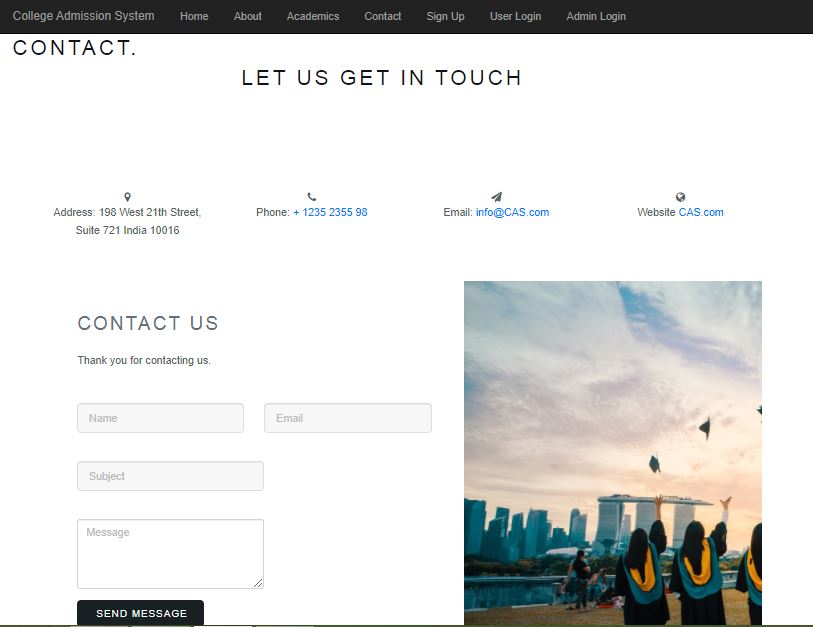 College Admission System Home About Academics Contact Sign Up User Login Admin Login
CONTACT.
LET US GET IN TOUCH
Address: 198 West 21th Street,
Suite 721 India 10016
Phone: + 1235 2355 98
Email: info@CAS.com
Website CAS.com
CONTACT US
Thank you for contacting us.
Name Email
Subject
Message
SEND MESSAGE